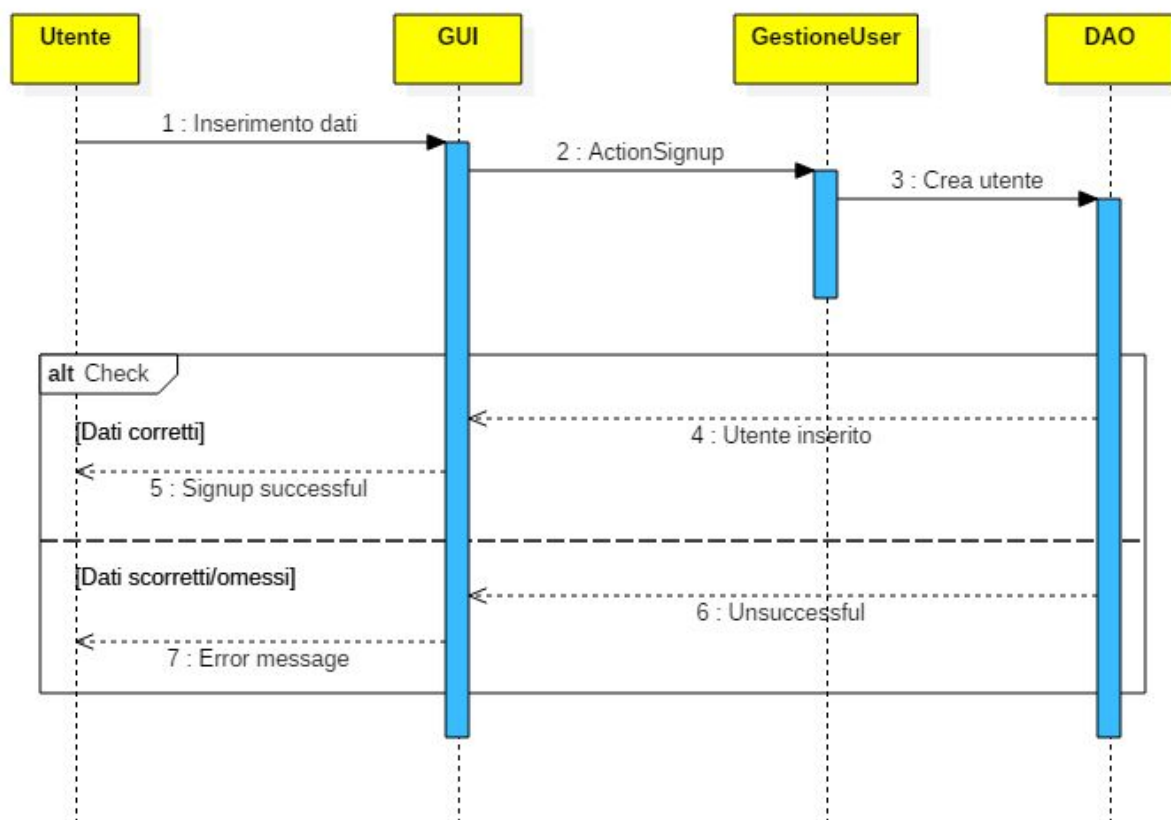 Utente
GUI
GestioneUser
DAO
1 : Inserimento dati
2 : ActionSignup
3 : Crea utente
alt Check
[Dati corretti]
4 : Utente inserito
5 : Signup successful
[Dati scorretti/omessi]
6 : Unsuccessful
7 : Error message